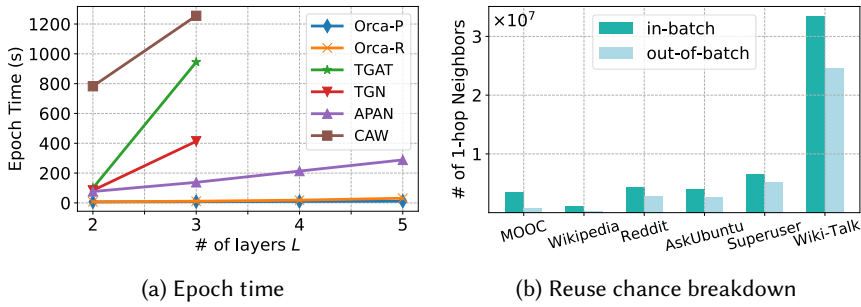 1200
1000
800
600
400
200
0
Epoch Time (s)
2
3
4
5
# of layers L
Orca-P
Orca-R
TGAT
TGN
APAN
CAW
(a) Epoch time
×10⁷
3
2
1
# of 1-hop Neighbors
in-batch
out-of-batch
MOOC
Wikipedia
Reddit
AskUbuntu
Superuser
Wiki-Talk
(b) Reuse chance breakdown